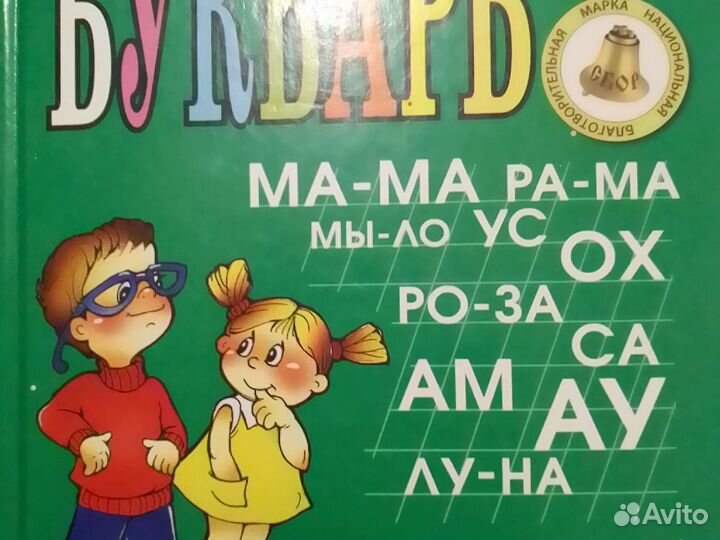 БУКВАРЬ
МАРКА НАЦИОНАЛЬНАЯ БЛАГОТВОРИТЕЛЬНАЯ
СБОР
МА-МА РА-МА
МЫ-ЛО УС
ОХ
РО-ЗА
СА
АМ АУ
ЛУ-НА
Avito